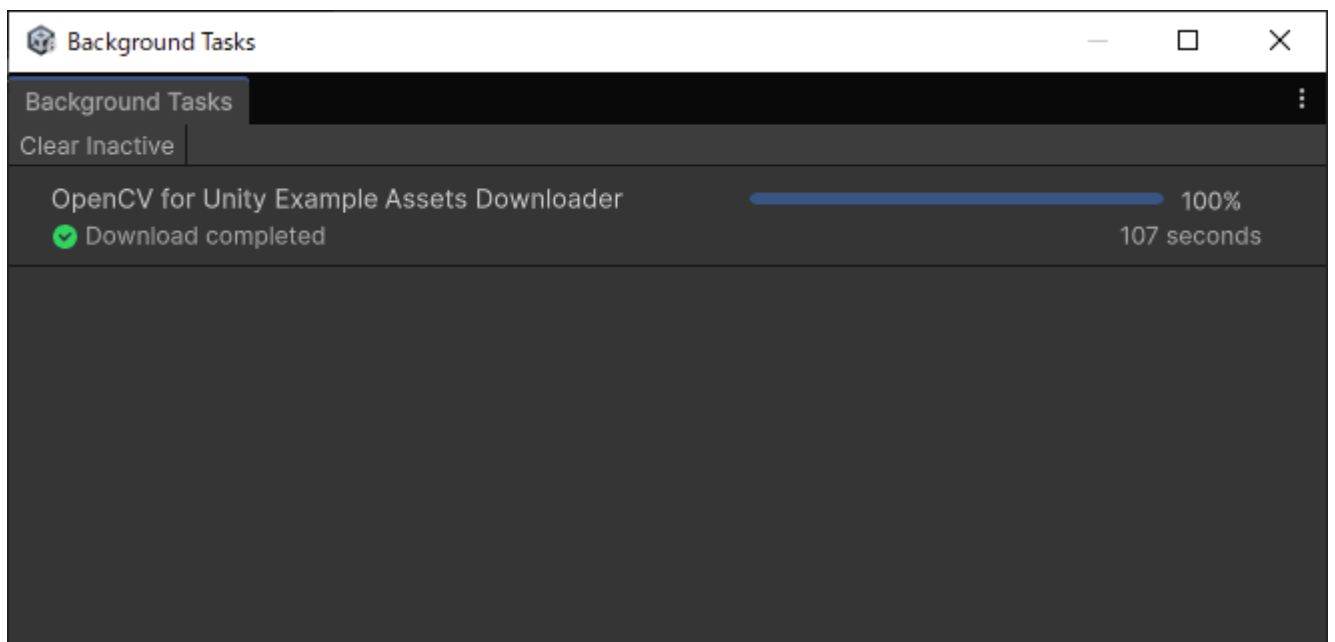 Background Tasks
Background Tasks
Clear Inactive
OpenCV for Unity Example Assets Downloader 100%
Download completed 107 seconds